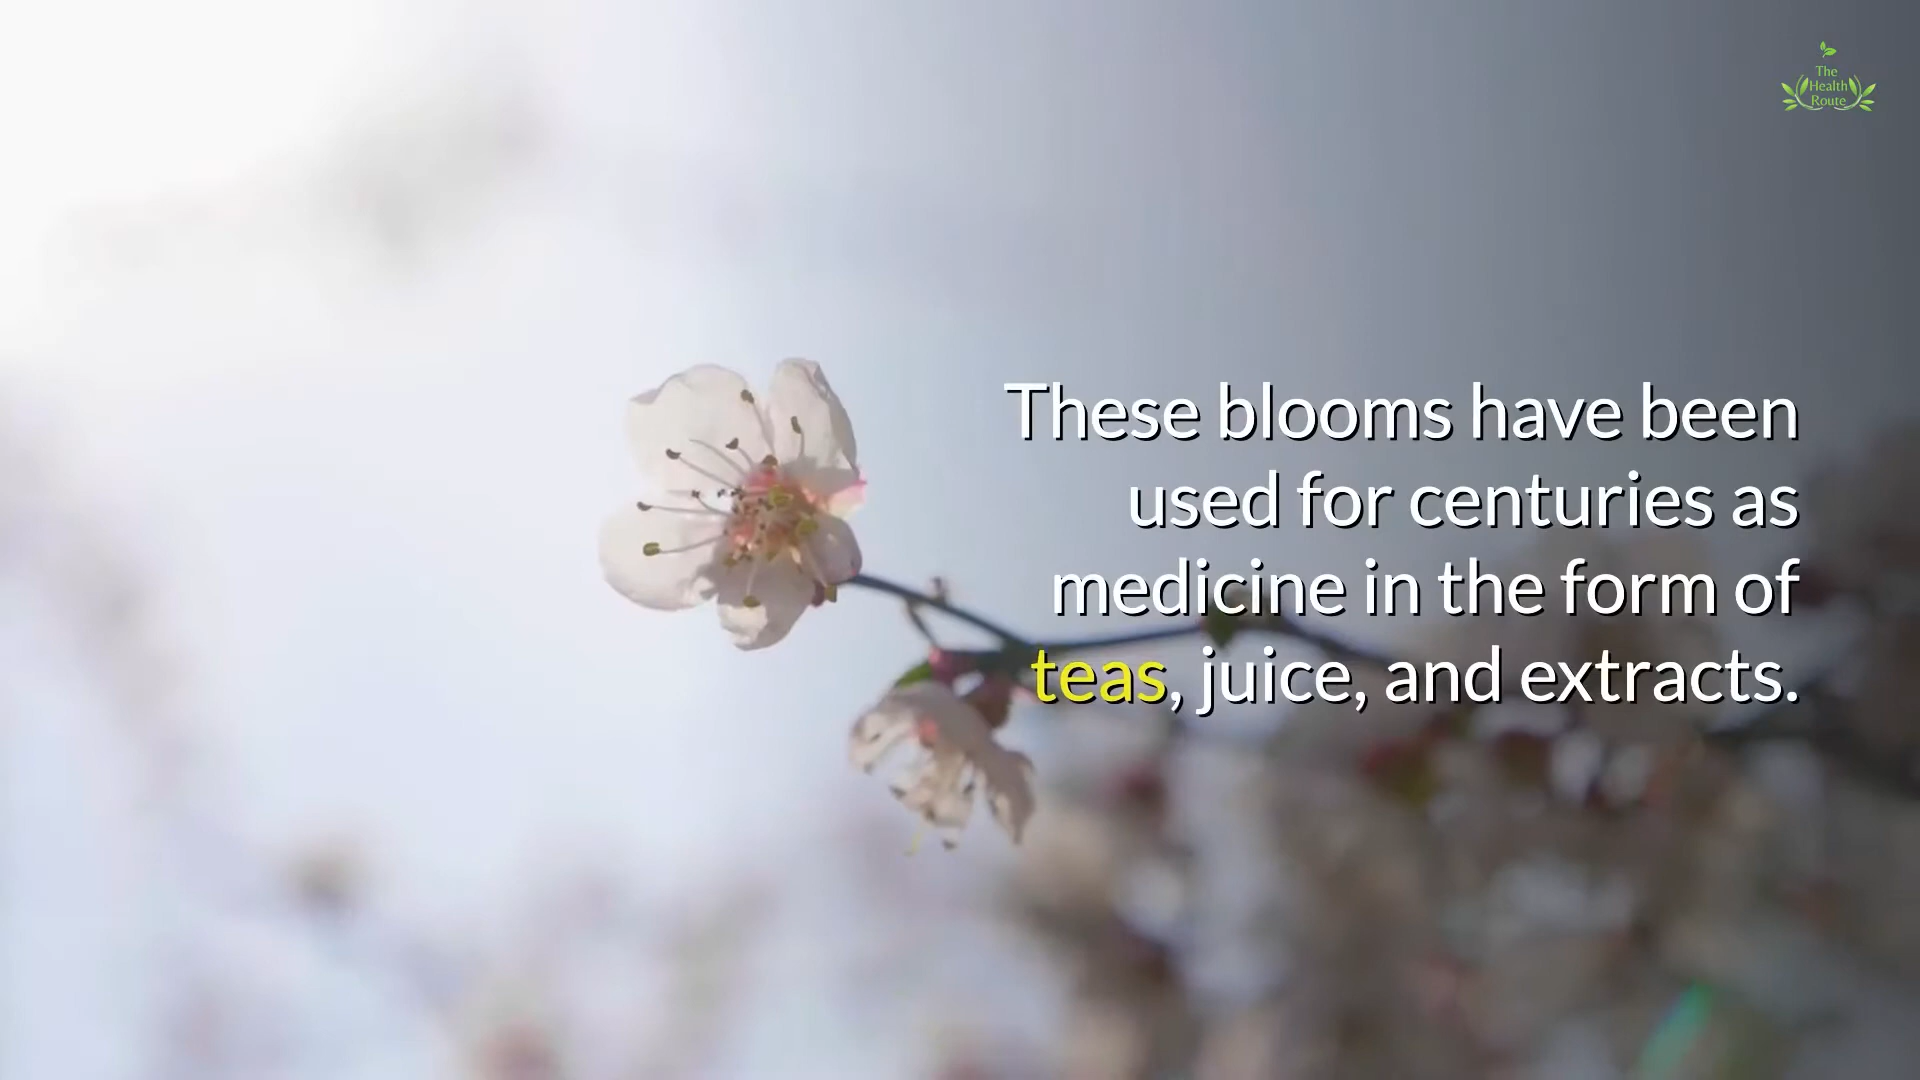 The
Health
Route
These blooms have been
used for centuries as
medicine in the form of
teas, juice, and extracts.